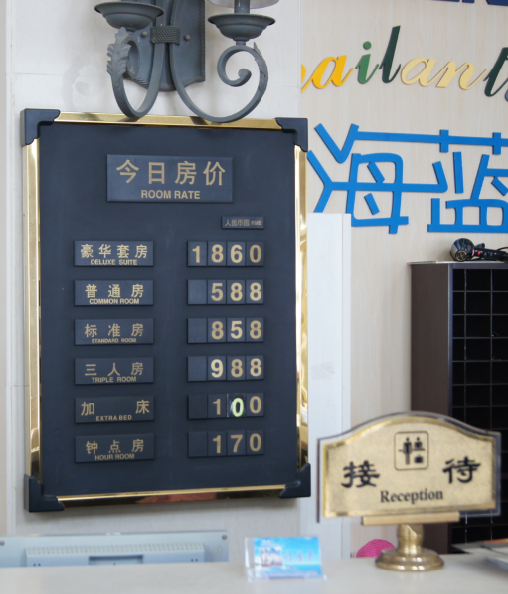 ailant
海蓝
今日房价
ROOM RATE
人民币
豪华套房 1860
DELUXE SUITE
普通房 588
COMMON ROOM
标准房 858
STANDARD ROOM
三人房 988
TRIPLE ROOM
加床 100
EXTRA BED
钟点房 170
HOUR ROOM
接待
Reception